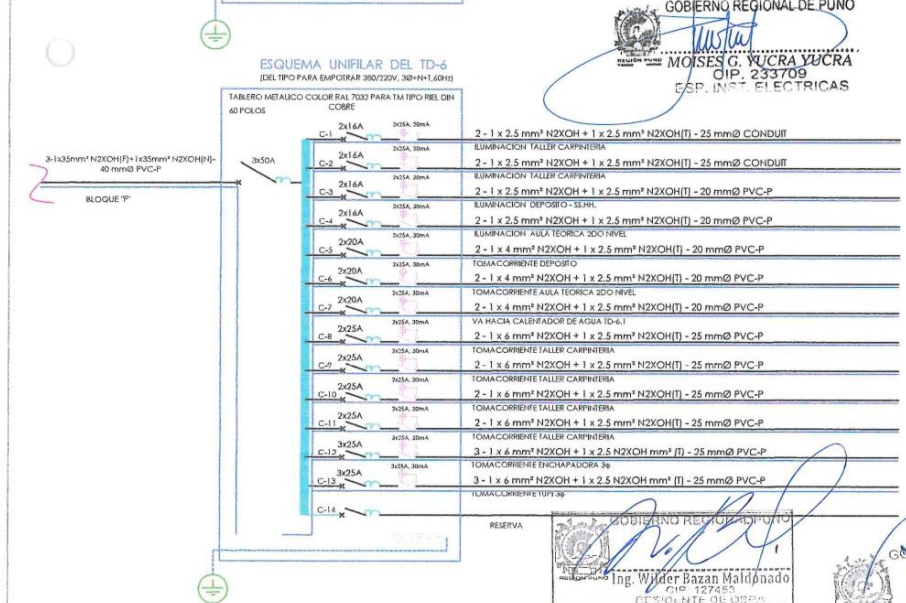 GOBIERNO REGIONAL DE PUNO
REGIÓN PUNO
MOISES G. YUCRA YUCRA
CIP. 233709
ESP. INST. ELECTRICAS
ESQUEMA UNIFILAR DEL TD-6
(DEL TIPO PARA EMPOTRAR 380/220V, 3Ø+N+T,60Hz)
TABLERO METALICO COLOR RAL 7032 PARA TM TIPO RIEL DIN
60 POLOS
COBRE
3-1x35mm² N2XOH(F)+1x35mm² N2XOH(N)-
40 mmØ PVC-P
BLOQUE "F"
3x50A
C-1 2x16A 2x25A, 30mA 2 - 1 x 2.5 mm² N2XOH + 1 x 2.5 mm² N2XOH(T) - 25 mmØ CONDUIT
ILUMINACION TALLER CARPINTERIA
C-2 2x16A 2x25A, 30mA 2 - 1 x 2.5 mm² N2XOH + 1 x 2.5 mm² N2XOH(T) - 25 mmØ CONDUIT
ILUMINACION TALLER CARPINTERIA
C-3 2x16A 2x25A, 30mA 2 - 1 x 2.5 mm² N2XOH + 1 x 2.5 mm² N2XOH(T) - 20 mmØ PVC-P
ILUMINACION DEPOSITO - SS.HH.
C-4 2x16A 2x25A, 30mA 2 - 1 x 2.5 mm² N2XOH + 1 x 2.5 mm² N2XOH(T) - 20 mmØ PVC-P
ILUMINACION AULA TEORICA 2DO NIVEL
C-5 2x20A 2x25A, 30mA 2 - 1 x 4 mm² N2XOH + 1 x 2.5 mm² N2XOH(T) - 20 mmØ PVC-P
TOMACORRIENTE DEPOSITO
C-6 2x20A 2x25A, 30mA 2 - 1 x 4 mm² N2XOH + 1 x 2.5 mm² N2XOH(T) - 20 mmØ PVC-P
TOMACORRIENTE AULA TEORICA 2DO NIVEL
C-7 2x20A 2x25A, 30mA 2 - 1 x 4 mm² N2XOH + 1 x 2.5 mm² N2XOH(T) - 20 mmØ PVC-P
VA HACIA CALENTADOR DE AGUA TD-6.1
C-8 2x25A 2x25A, 30mA 2 - 1 x 6 mm² N2XOH + 1 x 2.5 mm² N2XOH(T) - 25 mmØ PVC-P
TOMACORRIENTE TALLER CARPINTERIA
C-9 2x25A 2x25A, 30mA 2 - 1 x 6 mm² N2XOH + 1 x 2.5 mm² N2XOH(T) - 25 mmØ PVC-P
TOMACORRIENTE TALLER CARPINTERIA
C-10 2x25A 2x25A, 30mA 2 - 1 x 6 mm² N2XOH + 1 x 2.5 mm² N2XOH(T) - 25 mmØ PVC-P
TOMACORRIENTE TALLER CARPINTERIA
C-11 2x25A 2x25A, 30mA 2 - 1 x 6 mm² N2XOH + 1 x 2.5 mm² N2XOH(T) - 25 mmØ PVC-P
TOMACORRIENTE TALLER CARPINTERIA
C-12 3x25A 3x25A, 30mA 3 - 1 x 6 mm² N2XOH + 1 x 2.5 N2XOH mm² (T) - 25 mmØ PVC-P
TOMACORRIENTE ENCHAPADORA 3ϕ
C-13 3x25A 3x25A, 30mA 3 - 1 x 6 mm² N2XOH + 1 x 2.5 N2XOH mm² (T) - 25 mmØ PVC-P
TOMACORRIENTE TUPI 3ϕ
C-14
RESERVA
GOBIERNO REGIONAL PUNO
REGIÓN PUNO
Ing. Wilder Bazan Maldonado
CIP. 127453
RESIDENTE DE OBRA